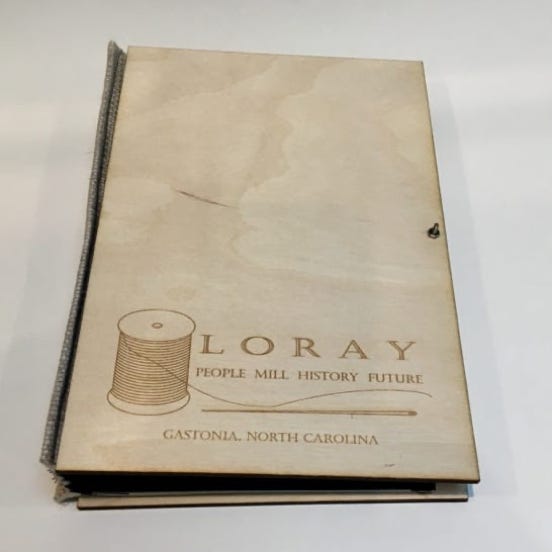 LORAY
PEOPLE MILL HISTORY FUTURE
GASTONIA, NORTH CAROLINA